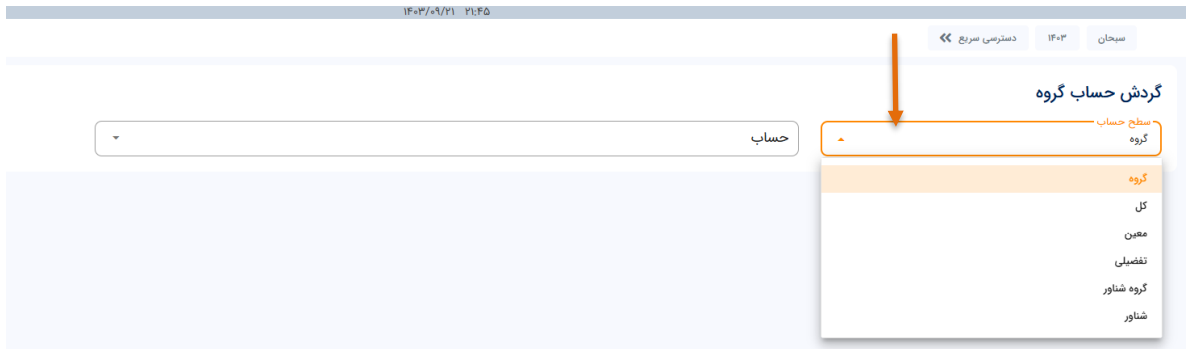 ۱۴۰۳/۰۹/۲۱ ۲۱:۴۵
سبحان ۱۴۰۳ دسترسی سریع
گردش حساب گروه
سطح حساب
گروه
حساب
گروه
کل
معین
تفضیلی
گروه شناور
شناور